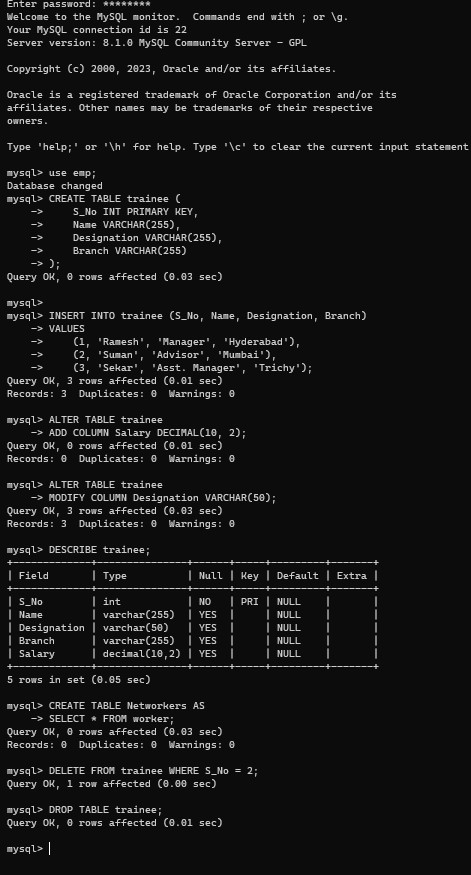 Enter password: ********
Welcome to the MySQL monitor.  Commands end with ; or \g.
Your MySQL connection id is 22
Server version: 8.1.0 MySQL Community Server - GPL

Copyright (c) 2000, 2023, Oracle and/or its affiliates.

Oracle is a registered trademark of Oracle Corporation and/or its
affiliates. Other names may be trademarks of their respective
owners.

Type 'help;' or '\h' for help. Type '\c' to clear the current input statement

mysql> use emp;
Database changed
mysql> CREATE TABLE trainee (
    ->     S_No INT PRIMARY KEY,
    ->     Name VARCHAR(255),
    ->     Designation VARCHAR(255),
    ->     Branch VARCHAR(255)
    -> );
Query OK, 0 rows affected (0.03 sec)

mysql>
mysql> INSERT INTO trainee (S_No, Name, Designation, Branch)
    -> VALUES
    ->     (1, 'Ramesh', 'Manager', 'Hyderabad'),
    ->     (2, 'Suman', 'Advisor', 'Mumbai'),
    ->     (3, 'Sekar', 'Asst. Manager', 'Trichy');
Query OK, 3 rows affected (0.01 sec)
Records: 3  Duplicates: 0  Warnings: 0

mysql> ALTER TABLE trainee
    -> ADD COLUMN Salary DECIMAL(10, 2);
Query OK, 0 rows affected (0.01 sec)
Records: 0  Duplicates: 0  Warnings: 0

mysql> ALTER TABLE trainee
    -> MODIFY COLUMN Designation VARCHAR(50);
Query OK, 3 rows affected (0.03 sec)
Records: 3  Duplicates: 0  Warnings: 0

mysql> DESCRIBE trainee;
+-------------+---------------+------+-----+---------+-------+
| Field       | Type          | Null | Key | Default | Extra |
+-------------+---------------+------+-----+---------+-------+
| S_No        | int           | NO   | PRI | NULL    |       |
| Name        | varchar(255)  | YES  |     | NULL    |       |
| Designation | varchar(50)   | YES  |     | NULL    |       |
| Branch      | varchar(255)  | YES  |     | NULL    |       |
| Salary      | decimal(10,2) | YES  |     | NULL    |       |
+-------------+---------------+------+-----+---------+-------+
5 rows in set (0.05 sec)

mysql> CREATE TABLE Networkers AS
    -> SELECT * FROM worker;
Query OK, 0 rows affected (0.03 sec)
Records: 0  Duplicates: 0  Warnings: 0

mysql> DELETE FROM trainee WHERE S_No = 2;
Query OK, 1 row affected (0.00 sec)

mysql> DROP TABLE trainee;
Query OK, 0 rows affected (0.01 sec)

mysql>